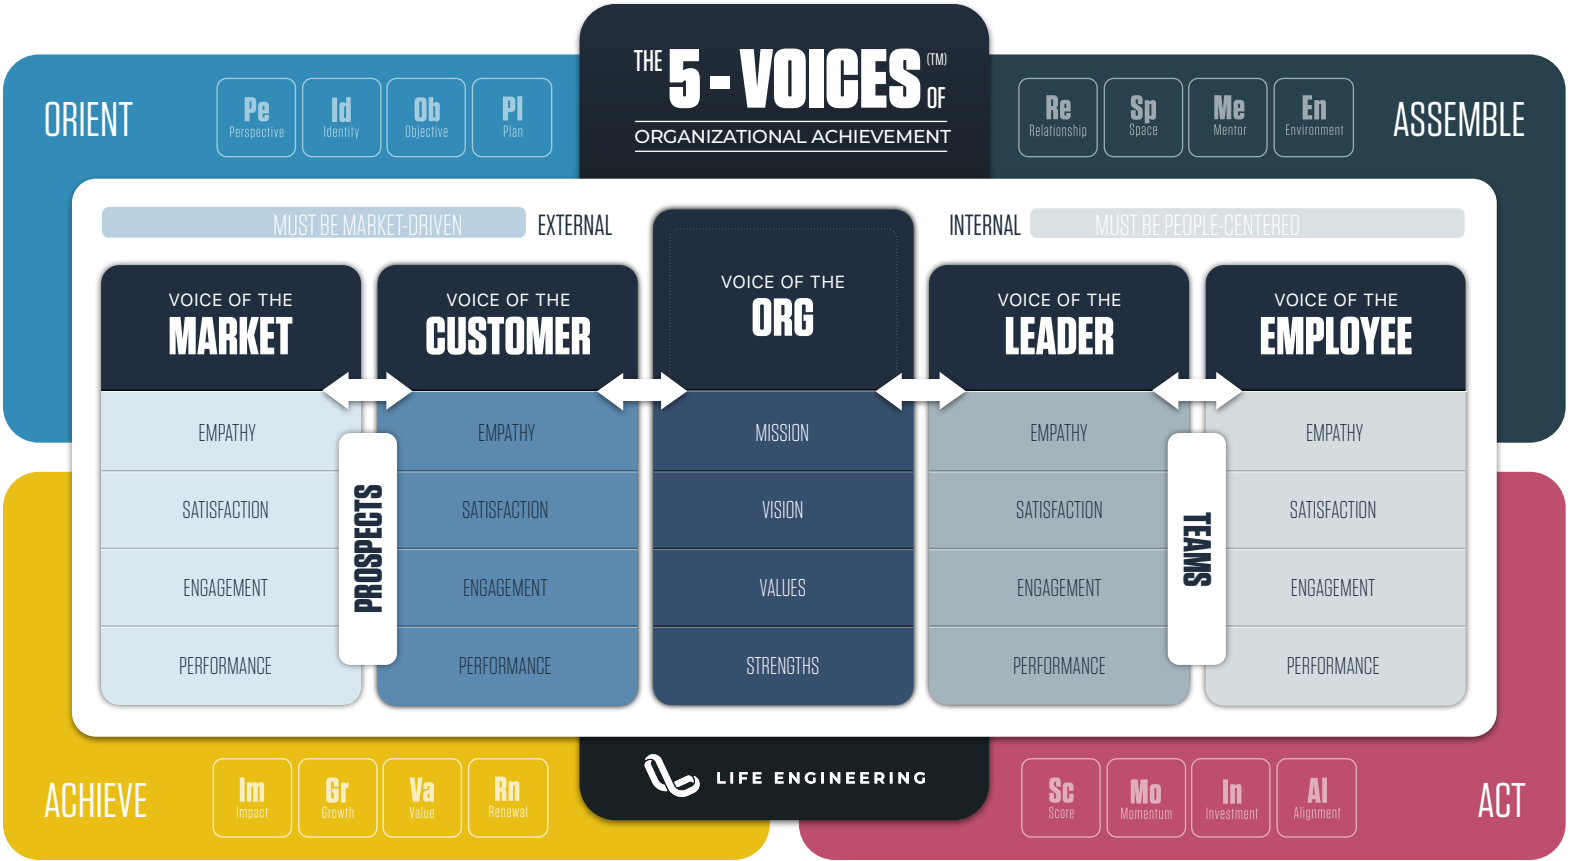 THE 5-VOICES (TM) OF
ORGANIZATIONAL ACHIEVEMENT
ORIENT
Pe
Perspective
Id
Identity
Ob
Objective
Pl
Plan
Re
Relationship
Sp
Space
Me
Mentor
En
Environment
ASSEMBLE
MUST BE MARKET-DRIVEN
EXTERNAL
INTERNAL
MUST BE PEOPLE-CENTERED
VOICE OF THE
MARKET
EMPATHY
SATISFACTION
ENGAGEMENT
PERFORMANCE
PROSPECTS
VOICE OF THE
CUSTOMER
EMPATHY
SATISFACTION
ENGAGEMENT
PERFORMANCE
VOICE OF THE
ORG
MISSION
VISION
VALUES
STRENGTHS
VOICE OF THE
LEADER
EMPATHY
SATISFACTION
ENGAGEMENT
PERFORMANCE
TEAMS
VOICE OF THE
EMPLOYEE
EMPATHY
SATISFACTION
ENGAGEMENT
PERFORMANCE
ACHIEVE
Im
Impact
Gr
Growth
Va
Value
Rn
Renewal
LIFE ENGINEERING
Sc
Score
Mo
Momentum
In
Investment
Al
Alignment
ACT